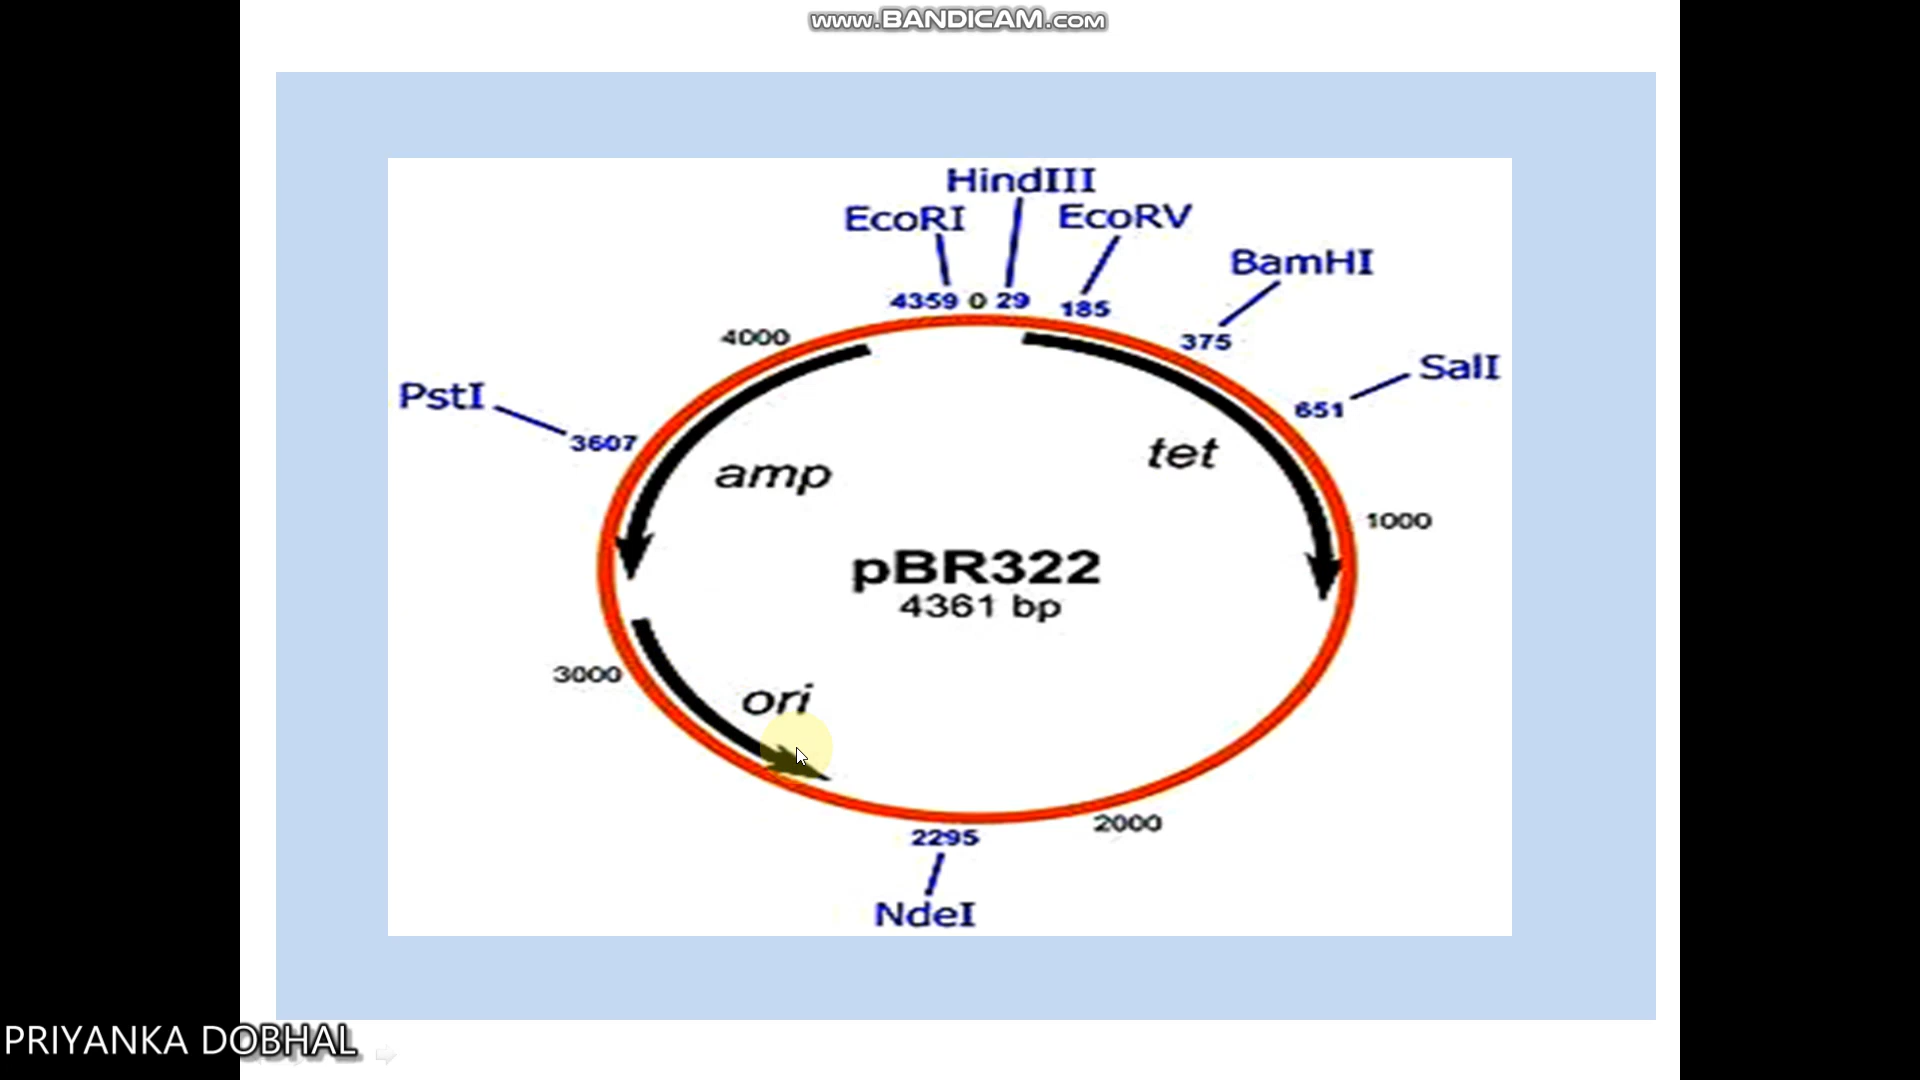 www.BANDICAM.com
HindIII
EcoRI
EcoRV
BamHI
4359 0 29
185
4000
375
SalI
PstI
651
3607
tet
amp
1000
pBR322
4361 bp
3000
ori
2000
2295
NdeI
PRIYANKA DOBHAL